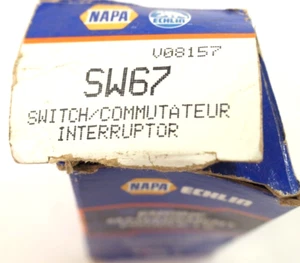 NAPA ECHLIN
V08157
SW67
SWITCH/COMMUTATEUR
INTERRUPTOR
NAPA ECHLIN